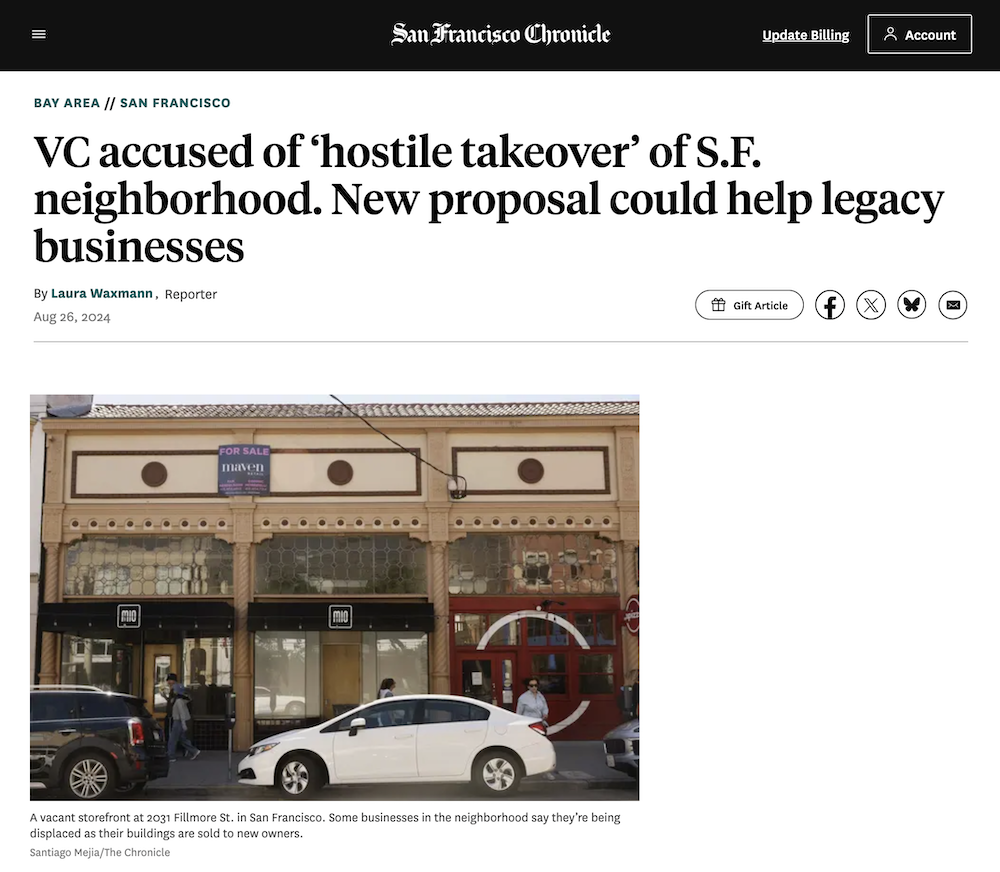 San Francisco Chronicle
Update Billing
Account
BAY AREA // SAN FRANCISCO
VC accused of ‘hostile takeover’ of S.F.
neighborhood. New proposal could help legacy
businesses
By Laura Waxmann, Reporter
Aug 26, 2024
Gift Article
FOR SALE
maven
MIO
MIO
A vacant storefront at 2031 Fillmore St. in San Francisco. Some businesses in the neighborhood say they’re being
displaced as their buildings are sold to new owners.
Santiago Mejia/The Chronicle